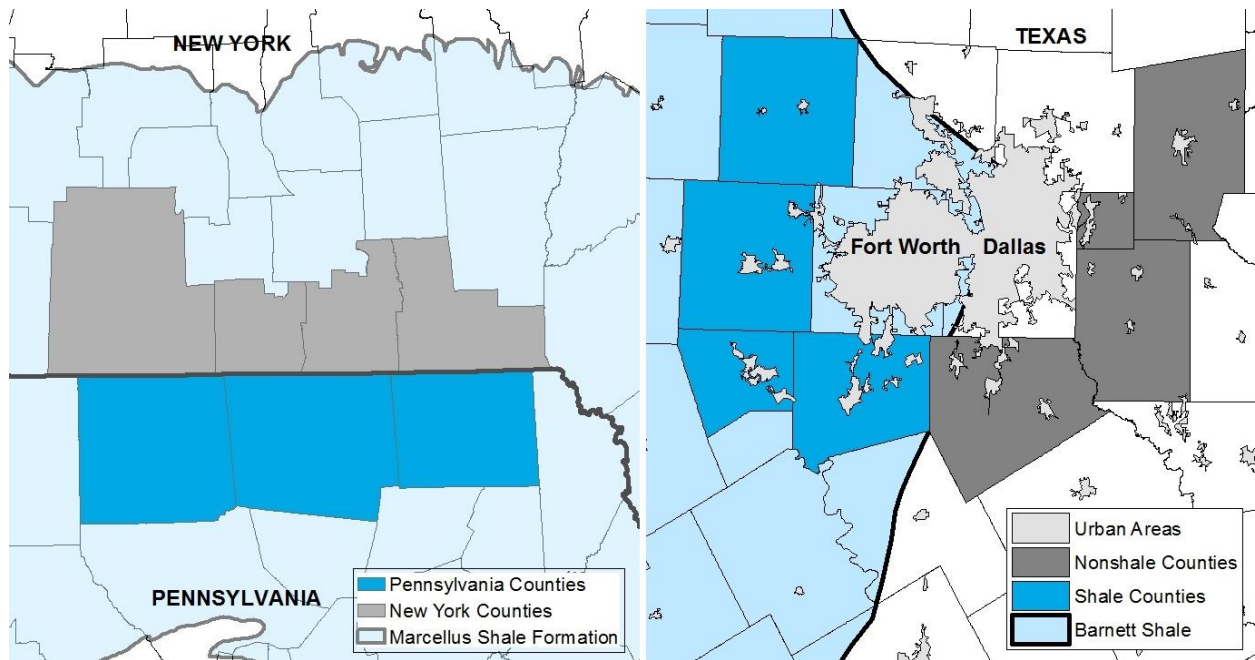 NEW YORK
PENNSYLVANIA
Pennsylvania Counties
New York Counties
Marcellus Shale Formation
TEXAS
Fort Worth
Dallas
Urban Areas
Nonshale Counties
Shale Counties
Barnett Shale